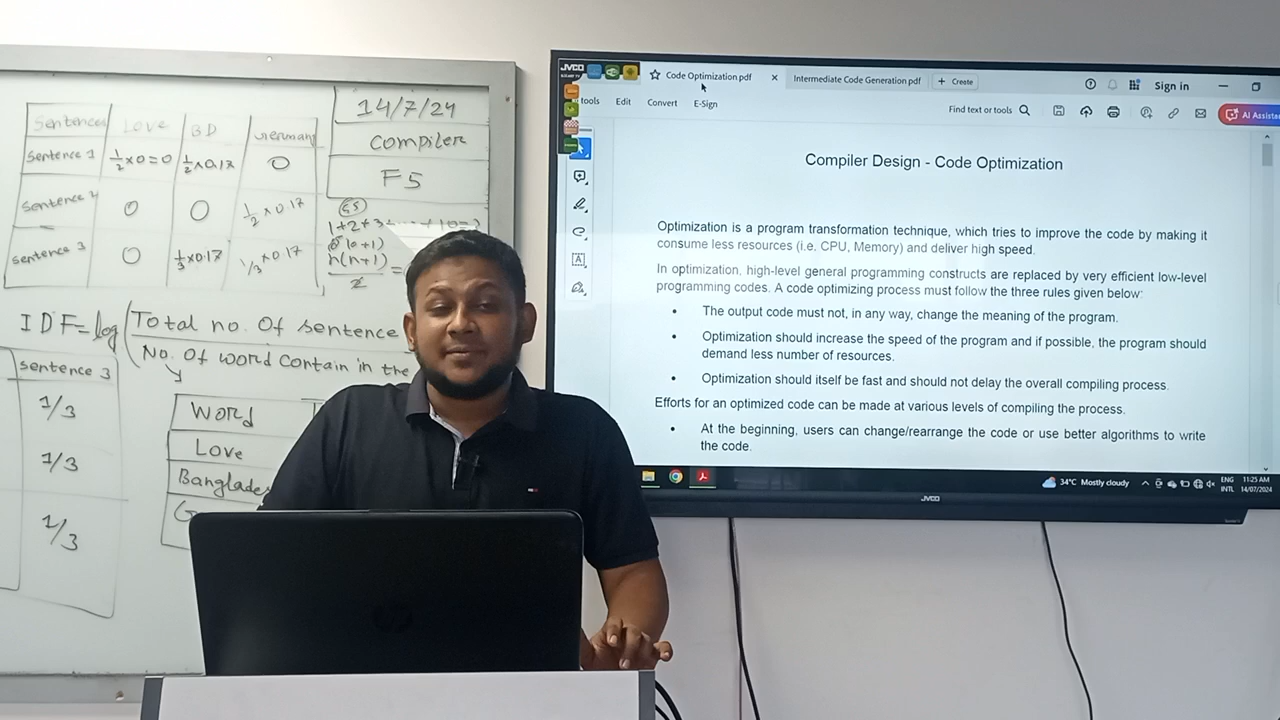 Sentences Love BD Germany
Sentence 1 1/2 x 0 = 0 1/2 x 0.17 0
Sentence 2 0 0 1/2 x 0.17
Sentence 3 0 1/3 x 0.17 1/3 x 0.17
IDF = log (Total no. Of sentence
No. Of word contain in the
sentence 3
1/3
1/3
1/3
Word
Love
14/7/24
Compiler
F5
1+2+3+
n(n+1)
2
JVCO
Code Optimization.pdf
Intermediate Code Generation.pdf
+ Create
Sign in
tools Edit Convert E-Sign
Find text or tools
Compiler Design - Code Optimization
Optimization is a program transformation technique, which tries to improve the code by making it
consume less resources (i.e. CPU, Memory) and deliver high speed.
In optimization, high-level general programming constructs are replaced by very efficient low-level
programming codes. A code optimizing process must follow the three rules given below:
• The output code must not, in any way, change the meaning of the program.
• Optimization should increase the speed of the program and if possible, the program should
demand less number of resources.
• Optimization should itself be fast and should not delay the overall compiling process.
Efforts for an optimized code can be made at various levels of compiling the process.
• At the beginning, users can change/rearrange the code or use better algorithms to write
the code.
34°C Mostly cloudy
ENG
INTL
11:25 AM
14/07/2024
JVCO